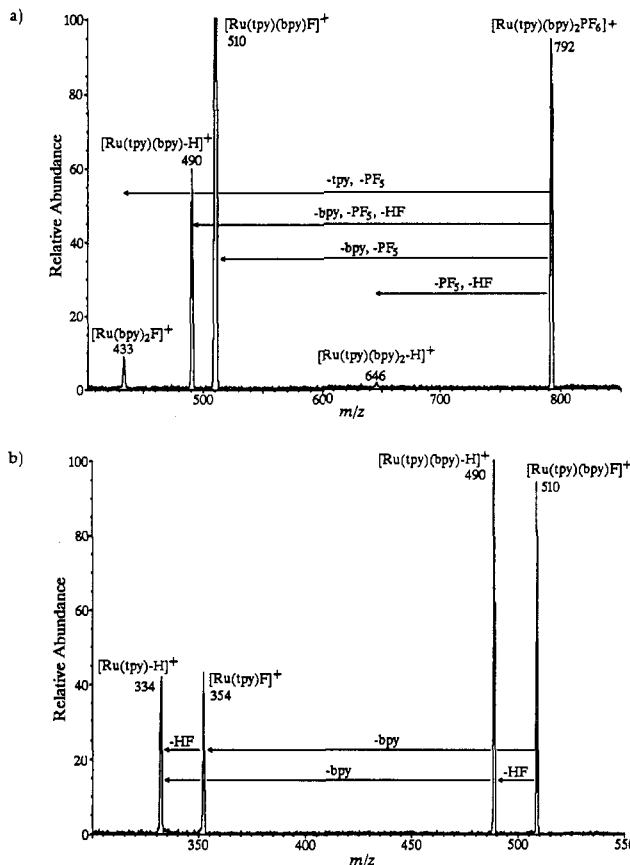 a)
[Ru(tpy)(bpy)F]+
510
[Ru(tpy)(bpy)2PF6]+
792
[Ru(tpy)(bpy)-H]+
490
-tpy, -PF5
-bpy, -PF5, -HF
-bpy, -PF5
-PF5, -HF
[Ru(bpy)2F]+
433
[Ru(tpy)(bpy)2-H]+
646
Relative Abundance
100
80
60
40
20
0
500
600
700
800
m/z
b)
[Ru(tpy)(bpy)-H]+
490
[Ru(tpy)(bpy)F]+
510
[Ru(tpy)-H]+
334
[Ru(tpy)F]+
354
-HF
-bpy
-bpy
-HF
Relative Abundance
100
80
60
40
20
0
350
400
450
500
550
m/z